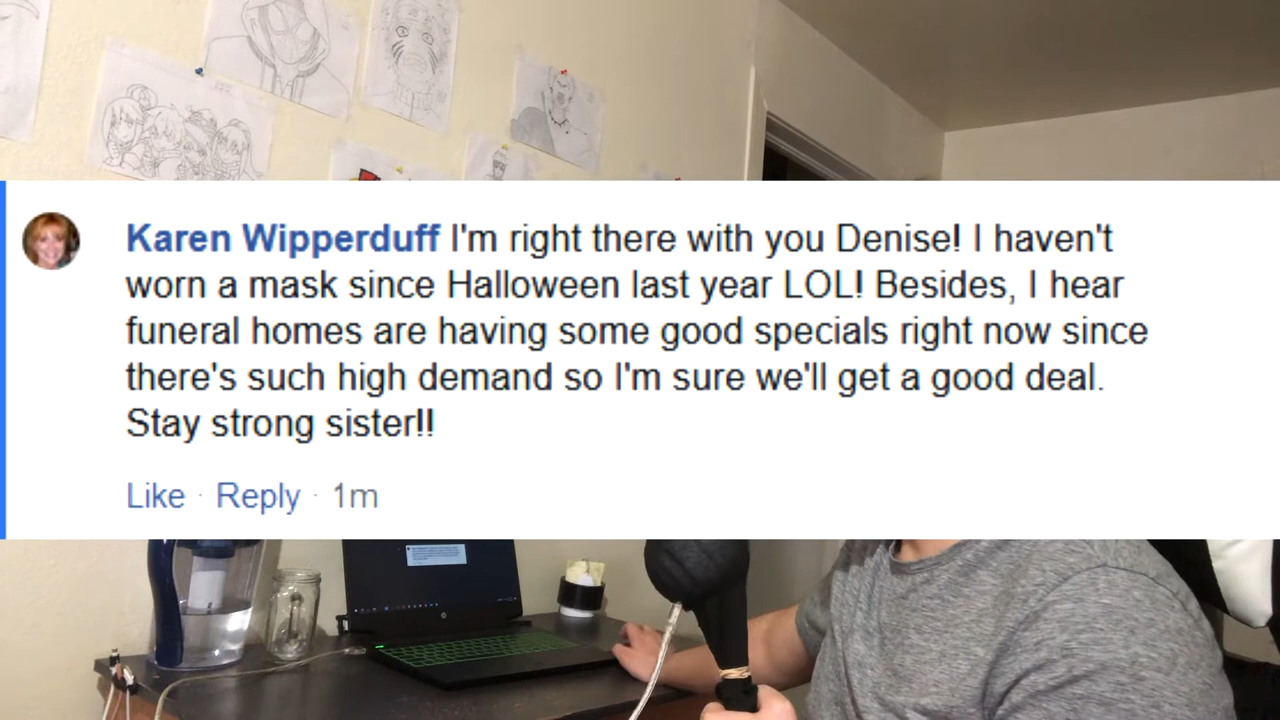 Karen Wipperduff I'm right there with you Denise! I haven't
worn a mask since Halloween last year LOL! Besides, I hear
funeral homes are having some good specials right now since
there's such high demand so I'm sure we'll get a good deal.
Stay strong sister!!
Like · Reply · 1m